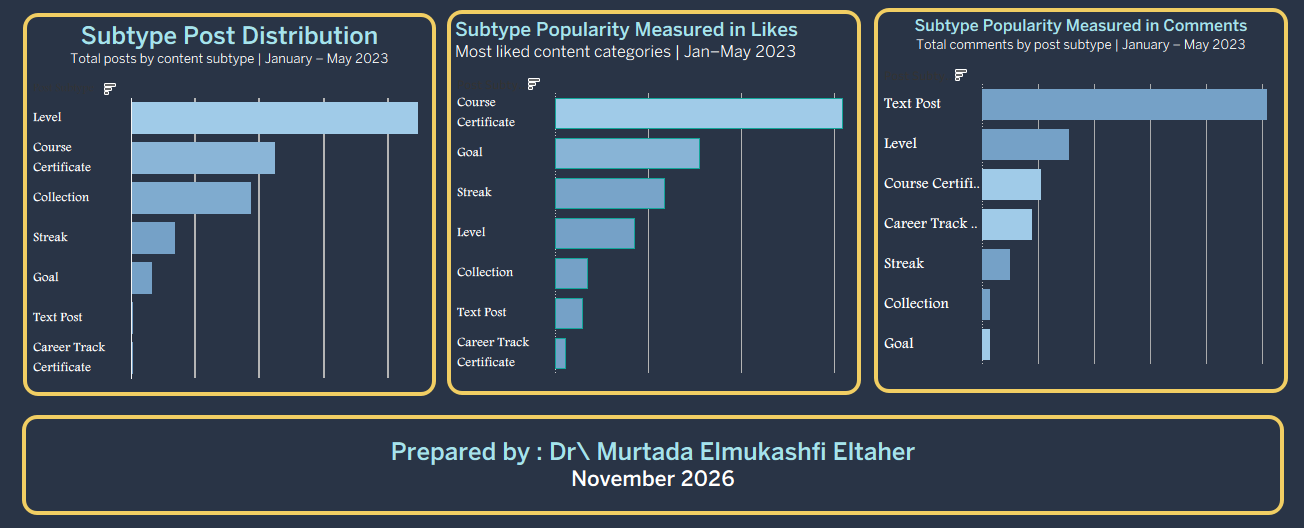 Subtype Post Distribution
Total posts by content subtype | January – May 2023
Level
Course
Certificate
Collection
Streak
Goal
Text Post
Career Track
Certificate
Subtype Popularity Measured in Likes
Most liked content categories | Jan–May 2023
Course
Certificate
Goal
Streak
Level
Collection
Text Post
Career Track
Certificate
Subtype Popularity Measured in Comments
Total comments by post subtype | January – May 2023
Text Post
Level
Course Certifi..
Career Track ..
Streak
Collection
Goal
Prepared by : Dr\ Murtada Elmukashfi Eltaher
November 2026